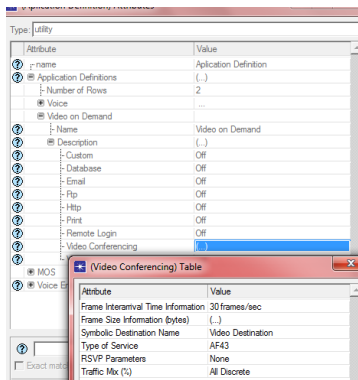 (Aplication Definition) Attributes
Type: utility
Attribute Value
name Aplication Definition
Application Definitions (...)
Number of Rows 2
Voice ...
Video on Demand
Name Video on Demand
Description (...)
Custom Off
Database Off
Email Off
Ftp Off
Http Off
Print Off
Remote Login Off
Video Conferencing (...)
MOS
Voice En
(Video Conferencing) Table
Attribute Value
Frame Interarrival Time Information 30 frames/sec
Frame Size Information (bytes) (...)
Symbolic Destination Name Video Destination
Type of Service AF43
RSVP Parameters None
Traffic Mix (%) All Discrete
Exact matc